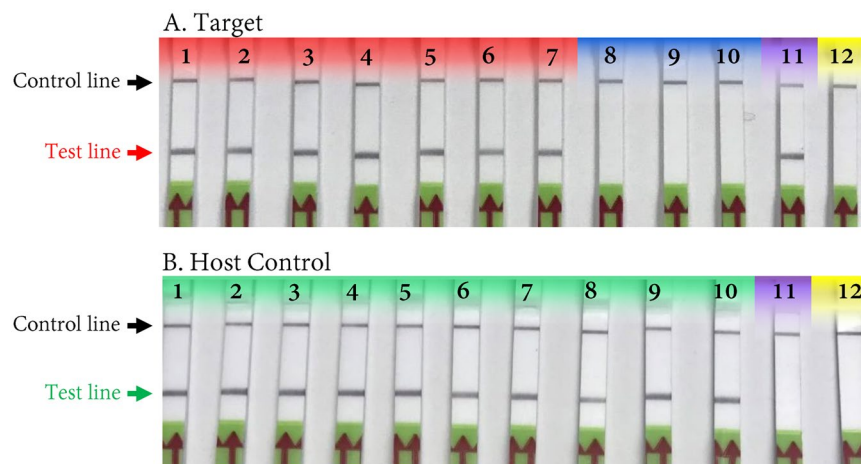 A. Target
1 2 3 4 5 6 7 8 9 10 11 12
Control line
Test line
B. Host Control
1 2 3 4 5 6 7 8 9 10 11 12
Control line
Test line